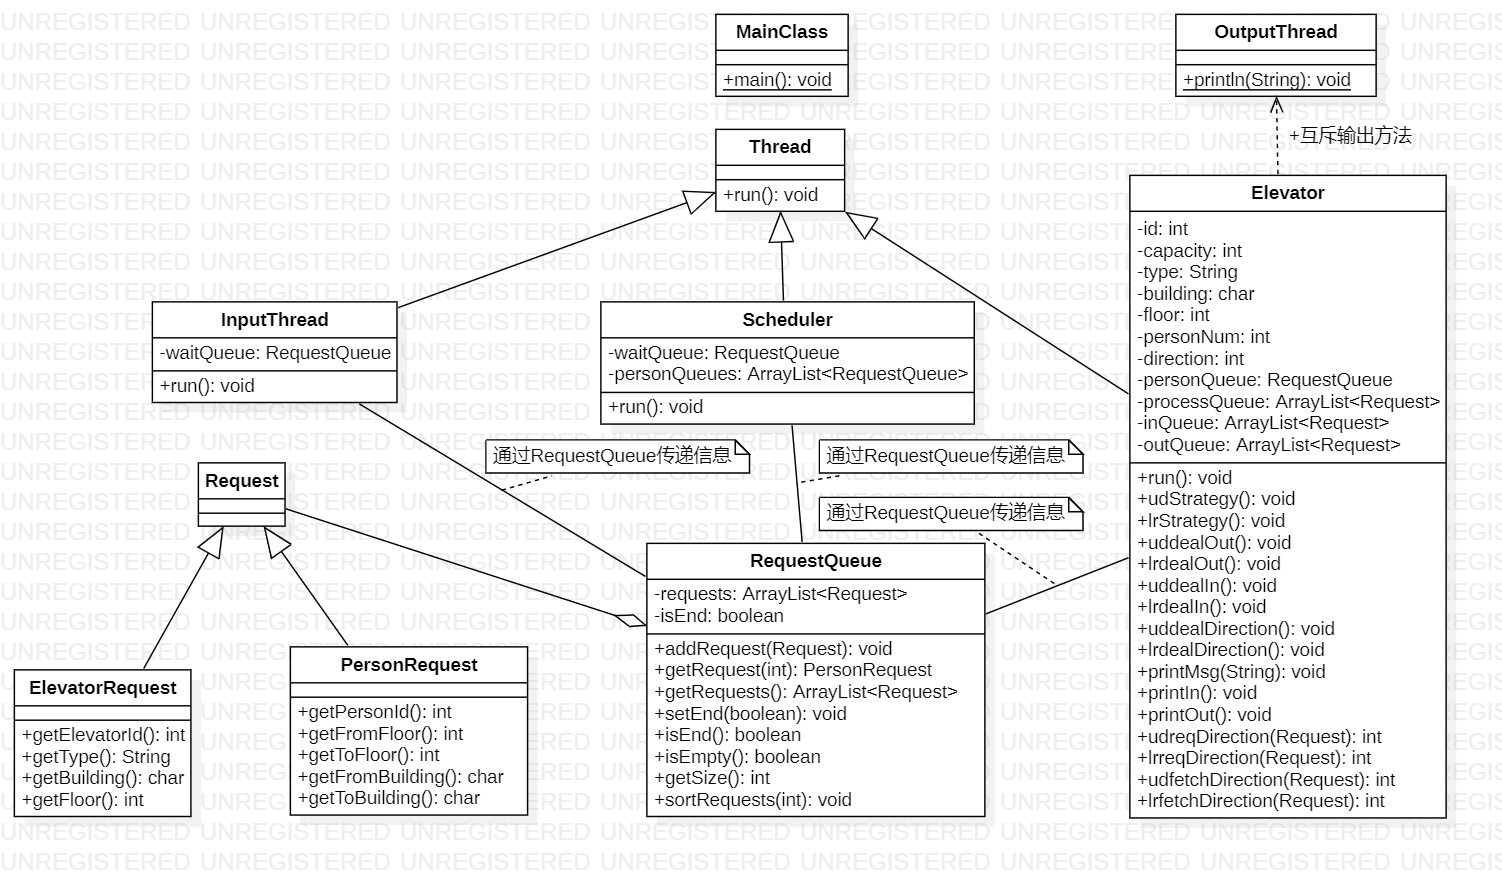 MainClass
+main(): void
OutputThread
+println(String): void
+互斥输出方法
Thread
+run(): void
Elevator
-id: int
-capacity: int
-type: String
-building: char
-floor: int
-personNum: int
-direction: int
-personQueue: RequestQueue
-processQueue: ArrayList<Request>
-inQueue: ArrayList<Request>
-outQueue: ArrayList<Request>
+run(): void
+udStrategy(): void
+lrStrategy(): void
+uddealOut(): void
+lrdealOut(): void
+uddealIn(): void
+lrdealIn(): void
+uddealDirection(): void
+lrdealDirection(): void
+printMsg(String): void
+printIn(): void
+printOut(): void
+udreqDirection(Request): int
+lrreqDirection(Request): int
+udfetchDirection(Request): int
+lrfetchDirection(Request): int
InputThread
-waitQueue: RequestQueue
+run(): void
Scheduler
-waitQueue: RequestQueue
-personQueues: ArrayList<RequestQueue>
+run(): void
通过RequestQueue传递信息
通过RequestQueue传递信息
通过RequestQueue传递信息
Request
RequestQueue
-requests: ArrayList<Request>
-isEnd: boolean
+addRequest(Request): void
+getRequest(int): PersonRequest
+getRequests(): ArrayList<Request>
+setEnd(boolean): void
+isEnd(): boolean
+isEmpty(): boolean
+getSize(): int
+sortRequests(int): void
ElevatorRequest
+getElevatorId(): int
+getType(): String
+getBuilding(): char
+getFloor(): int
PersonRequest
+getPersonId(): int
+getFromFloor(): int
+getToFloor(): int
+getFromBuilding(): char
+getToBuilding(): char